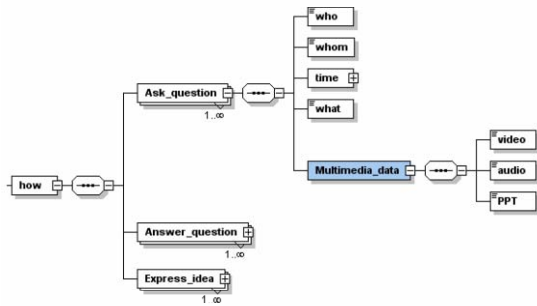 who
whom
Ask_question
time
1..∞
what
video
how
Multimedia_data
audio
PPT
Answer_question
1..∞
Express_idea
1..∞